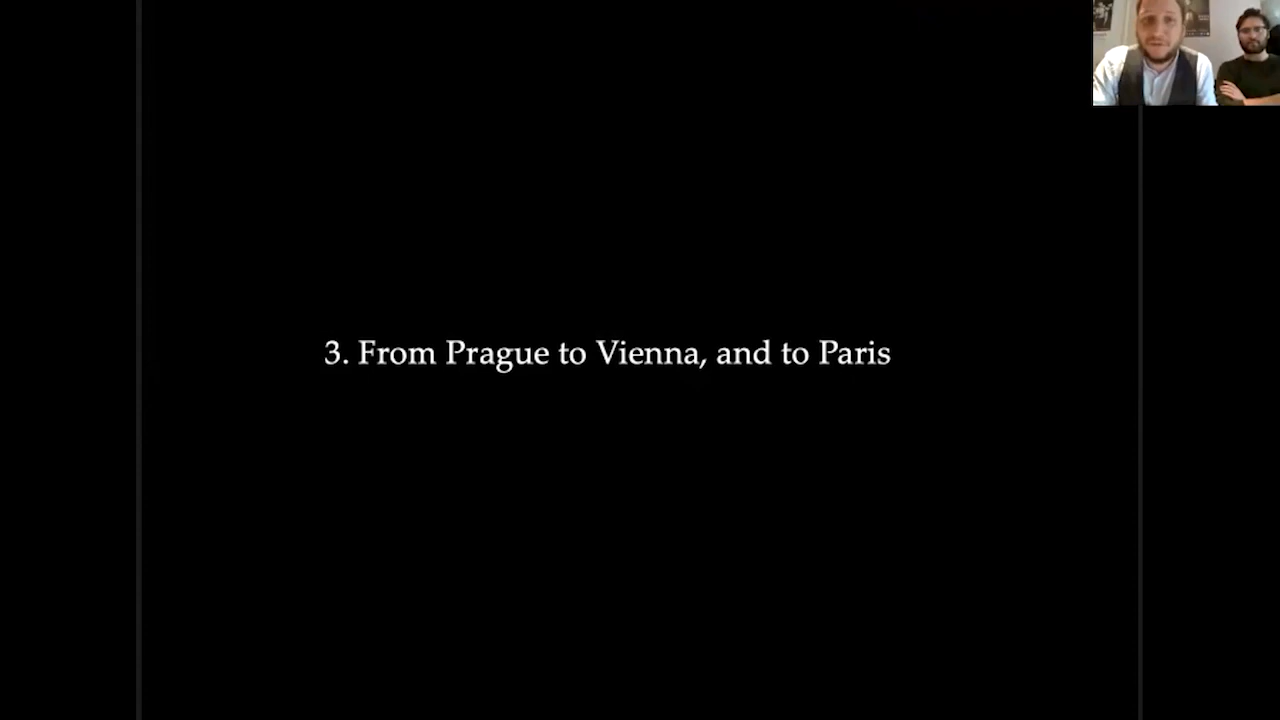 3. From Prague to Vienna, and to Paris